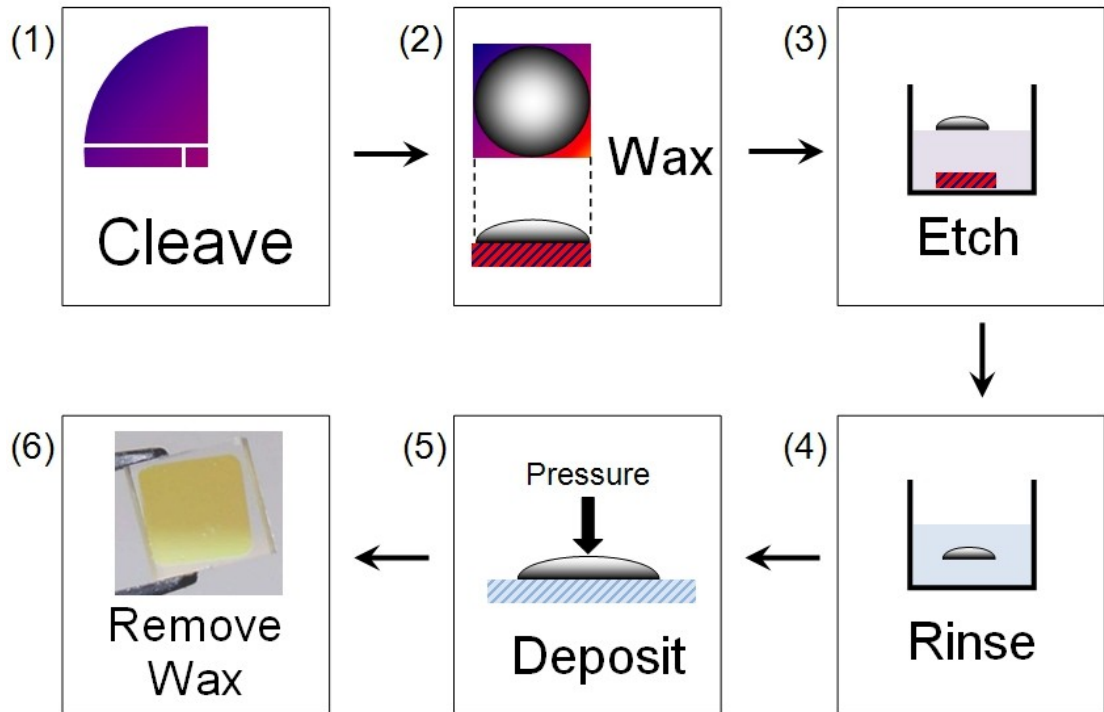 (1)
Cleave
(2)
Wax
(3)
Etch
(4)
Rinse
(5)
Pressure
Deposit
(6)
Remove
Wax